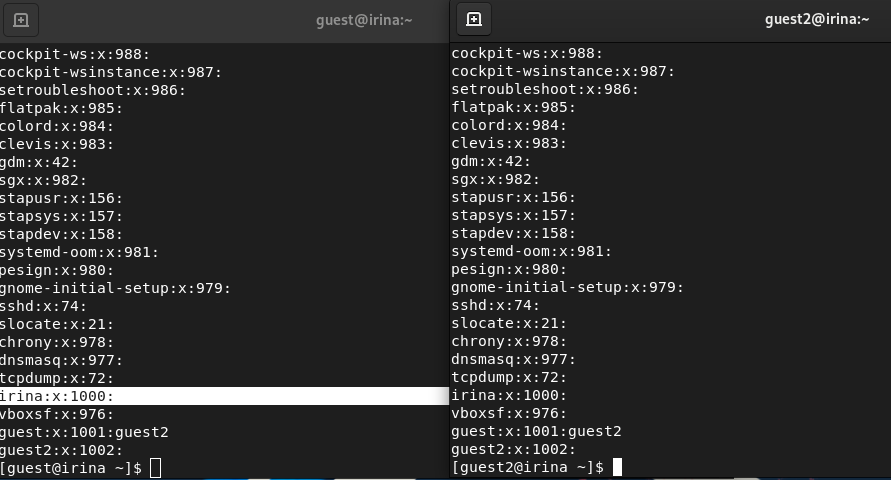 guest@irina:~
cockpit-ws:x:988:
cockpit-wsinstance:x:987:
setroubleshoot:x:986:
flatpak:x:985:
colord:x:984:
clevis:x:983:
gdm:x:42:
sgx:x:982:
stapusr:x:156:
stapsys:x:157:
stapdev:x:158:
systemd-oom:x:981:
pesign:x:980:
gnome-initial-setup:x:979:
sshd:x:74:
slocate:x:21:
chrony:x:978:
dnsmasq:x:977:
tcpdump:x:72:
irina:x:1000:
vboxsf:x:976:
guest:x:1001:guest2
guest2:x:1002:
[guest@irina ~]$
guest2@irina:~
cockpit-ws:x:988:
cockpit-wsinstance:x:987:
setroubleshoot:x:986:
flatpak:x:985:
colord:x:984:
clevis:x:983:
gdm:x:42:
sgx:x:982:
stapusr:x:156:
stapsys:x:157:
stapdev:x:158:
systemd-oom:x:981:
pesign:x:980:
gnome-initial-setup:x:979:
sshd:x:74:
slocate:x:21:
chrony:x:978:
dnsmasq:x:977:
tcpdump:x:72:
irina:x:1000:
vboxsf:x:976:
guest:x:1001:guest2
guest2:x:1002:
[guest2@irina ~]$